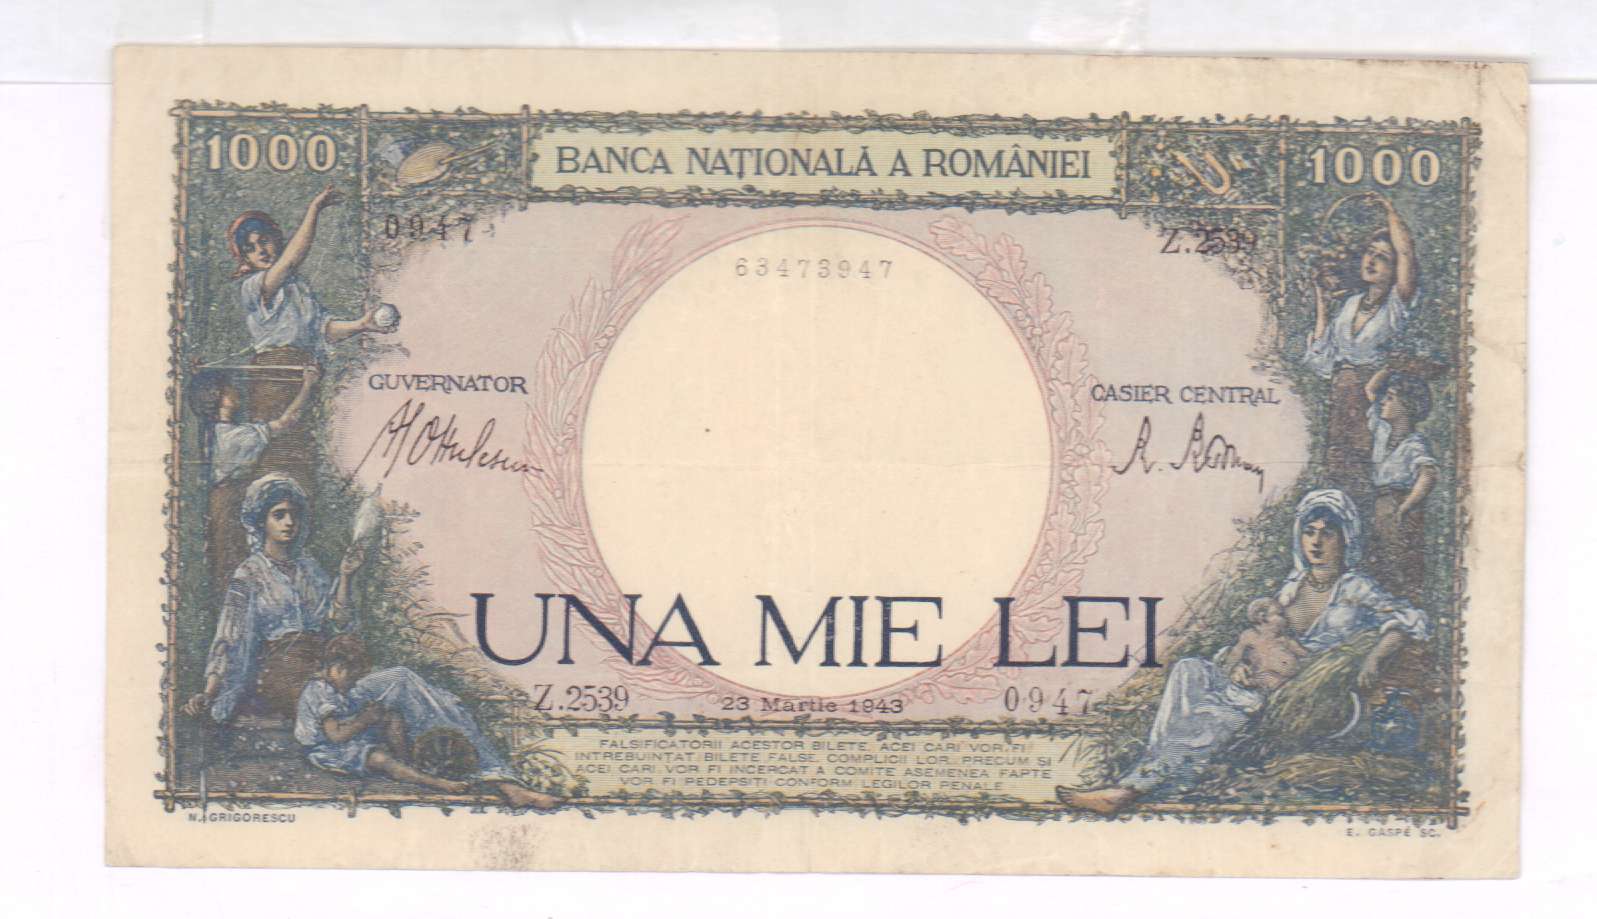 1000
BANCA NAȚIONALĂ A ROMÂNIEI
1000
0947
Z.2539
63473947
GUVERNATOR
CASIER CENTRAL
UNA MIE LEI
Z.2539
23 Martie 1943
0947
FALSIFICATORII ACESTOR BILETE, ACEI CARI VOR FI
INTREBUINȚAT BILETE FALSE, COMPLICII LOR, PRECUM ȘI
ACEI CARI VOR FI INCERCAT A COMITE ASEMENEA FAPTE
VOR FI PEDEPSIȚI CONFORM LEGILOR PENALE
N. GRIGORESCU
E. GASPÉ SC.